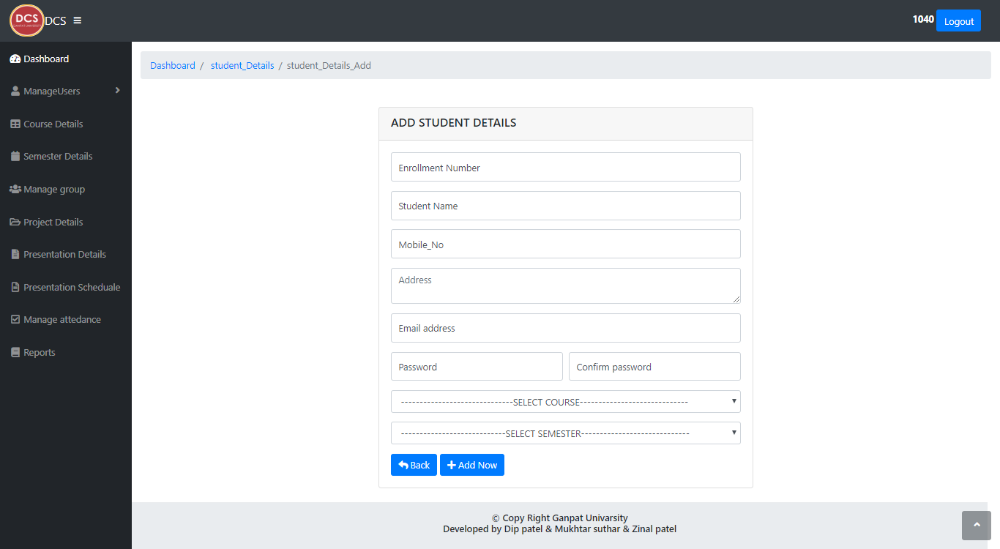 DCS
GANPAT UNIVERSITY
DCS
1040
Logout
Dashboard
ManageUsers
Course Details
Semester Details
Manage group
Project Details
Presentation Details
Presentation Scheduale
Manage attedance
Reports
Dashboard / student_Details / student_Details_Add
ADD STUDENT DETAILS
Enrollment Number
Student Name
Mobile_No
Address
Email address
Password
Confirm password
------------------------------SELECT COURSE-----------------------------
----------------------------SELECT SEMESTER-----------------------------
Back
Add Now
© Copy Right Ganpat Univarsity
Developed by Dip patel & Mukhtar suthar & Zinal patel